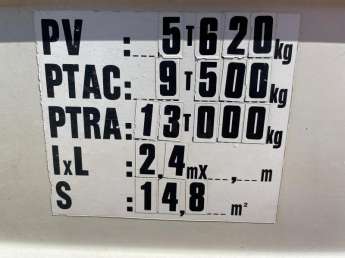 PV : 5T620kg
PTAC: 9T500kg
PTRA: 13T000kg
IxL : 2,4mX _,_ m
S : 14,8 m²